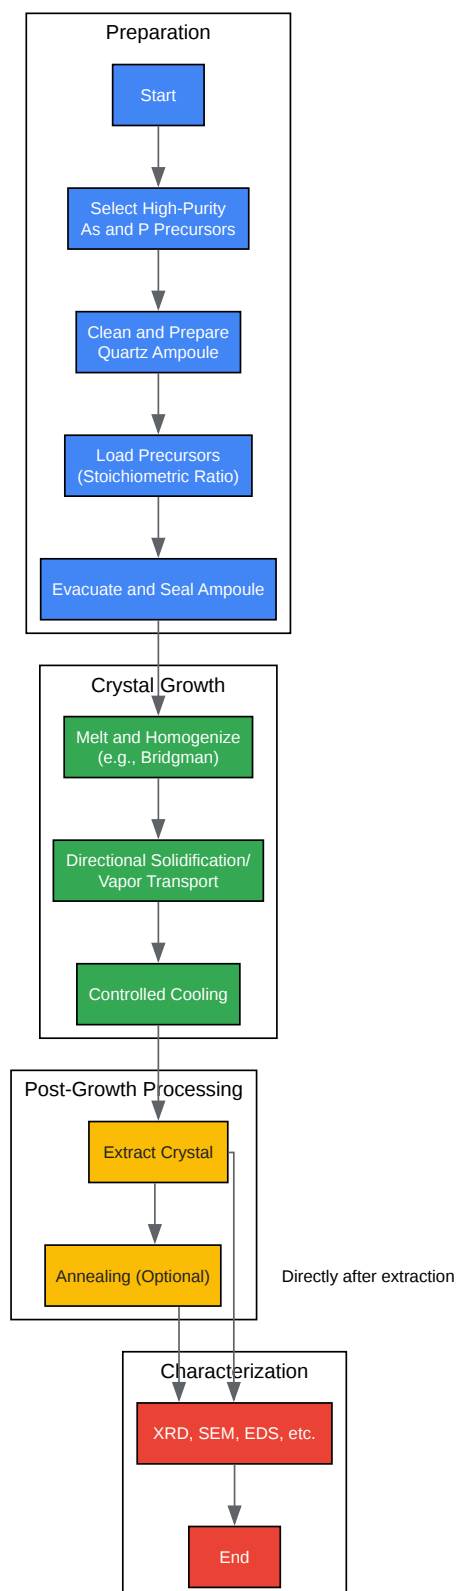 Preparation
Start
Select High-Purity
As and P Precursors
Clean and Prepare
Quartz Ampoule
Load Precursors
(Stoichiometric Ratio)
Evacuate and Seal Ampoule
Crystal Growth
Melt and Homogenize
(e.g., Bridgman)
Directional Solidification/
Vapor Transport
Controlled Cooling
Post-Growth Processing
Extract Crystal
Annealing (Optional)
Directly after extraction
Characterization
XRD, SEM, EDS, etc.
End